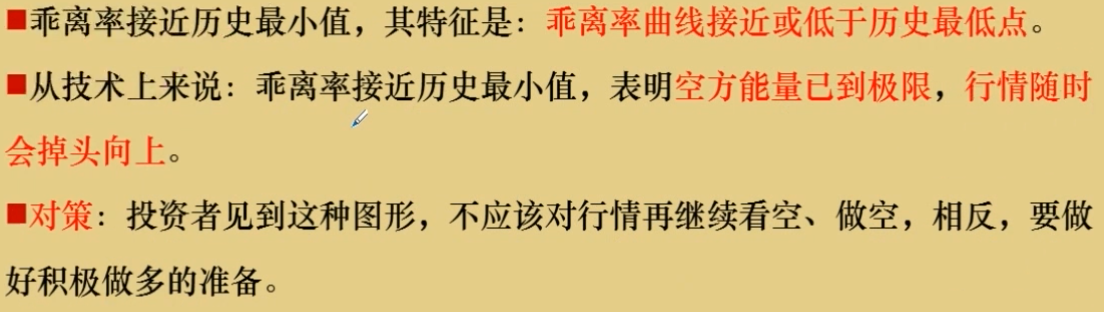 ■乖离率接近历史最小值，其特征是：乖离率曲线接近或低于历史最低点。
■从技术上来说：乖离率接近历史最小值，表明空方能量已到极限，行情随时
会掉头向上。
■对策：投资者见到这种图形，不应该对行情再继续看空、做空，相反，要做
好积极做多的准备。